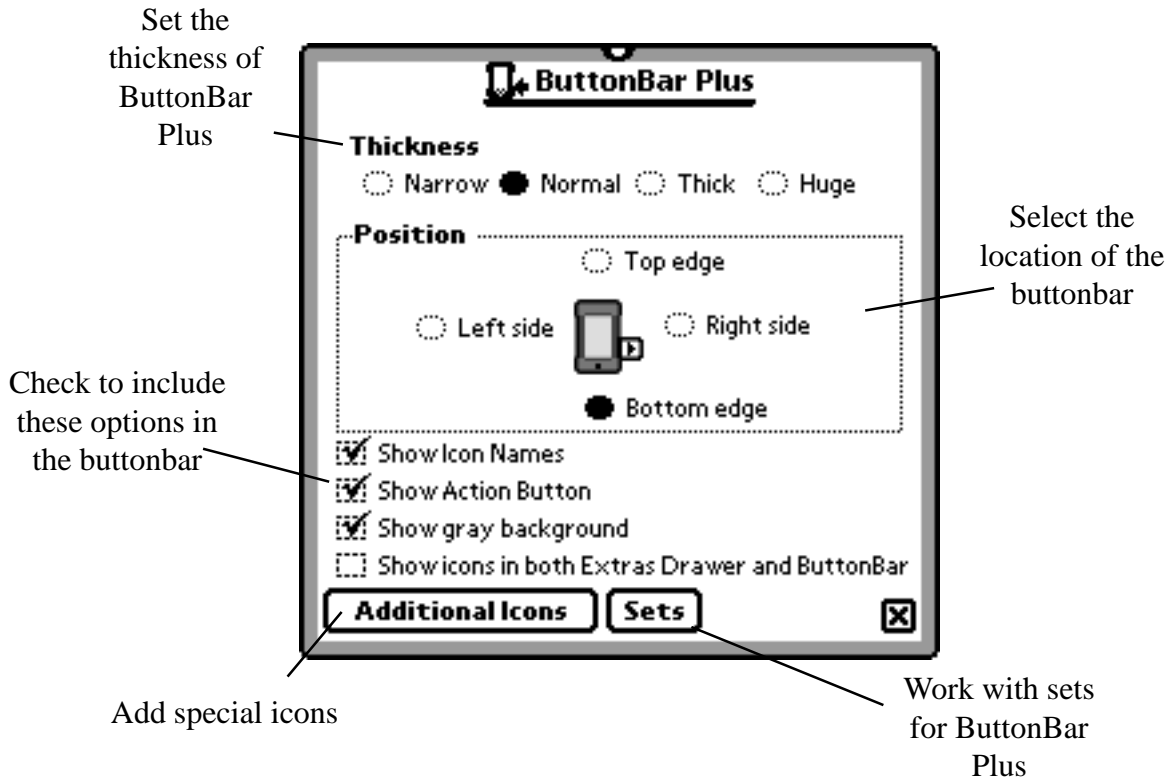 Set the
thickness of
ButtonBar
Plus
ButtonBar Plus
Thickness
Narrow Normal Thick Huge
Position
Top edge
Left side Right side
Bottom edge
Select the
location of the
buttonbar
Check to include
these options in
the buttonbar
Show Icon Names
Show Action Button
Show gray background
Show icons in both Extras Drawer and ButtonBar
Additional Icons Sets
Add special icons
Work with sets
for ButtonBar
Plus